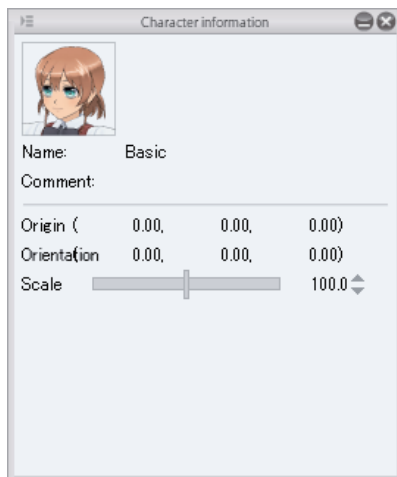 Character information
Name: Basic
Comment:
Origin ( 0.00, 0.00, 0.00)
Orientation 0.00, 0.00, 0.00)
Scale 100.0